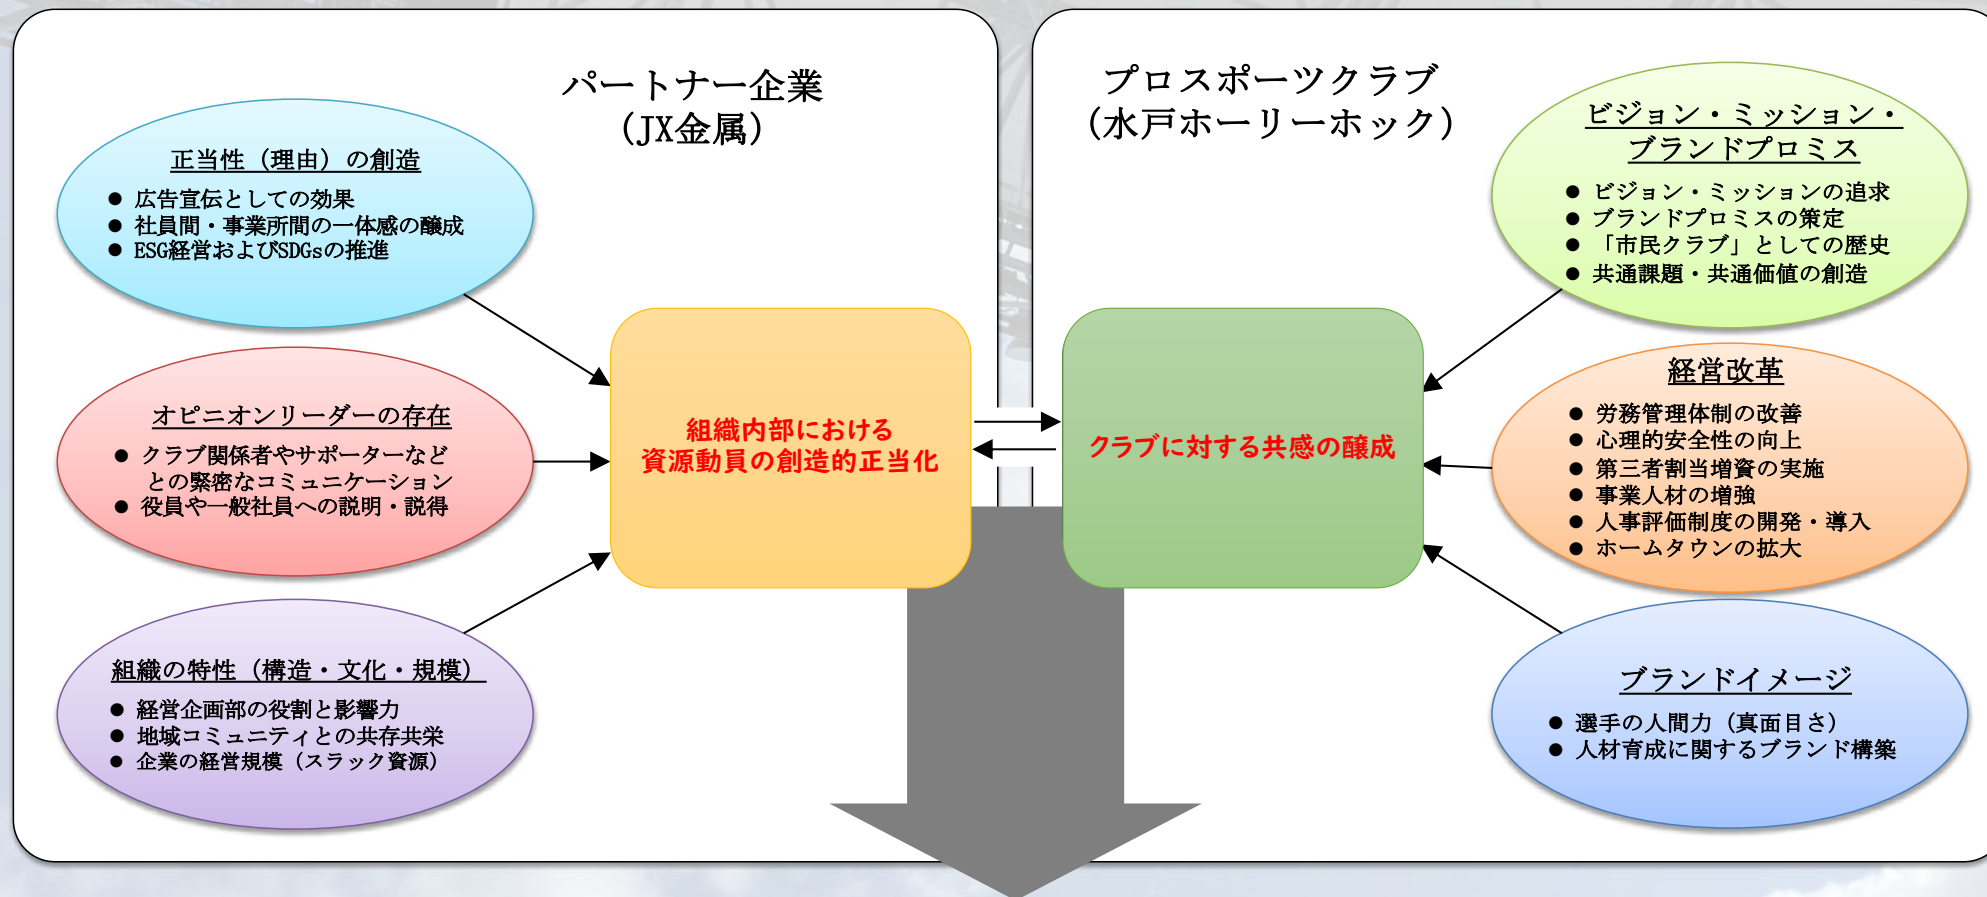 パートナー企業
(JX金属)
正当性（理由）の創造
● 広告宣伝としての効果
● 社員間・事業所間の一体感の醸成
● ESG経営およびSDGsの推進
オピニオンリーダーの存在
● クラブ関係者やサポーターなど
との緊密なコミュニケーション
● 役員や一般社員への説明・説得
組織の特性（構造・文化・規模）
● 経営企画部の役割と影響力
● 地域コミュニティとの共存共栄
● 企業の経営規模（スラック資源）
組織内部における
資源動員の創造的正当化
プロスポーツクラブ
（水戸ホーリーホック）
クラブに対する共感の醸成
ビジョン・ミッション・
ブランドプロミス
● ビジョン・ミッションの追求
● ブランドプロミスの策定
● 「市民クラブ」としての歴史
● 共通課題・共通価値の創造
経営改革
● 労務管理体制の改善
● 心理的安全性の向上
● 第三者割当増資の実施
● 事業人材の増強
● 人事評価制度の開発・導入
● ホームタウンの拡大
ブランドイメージ
● 選手の人間力（真面目さ）
● 人材育成に関するブランド構築